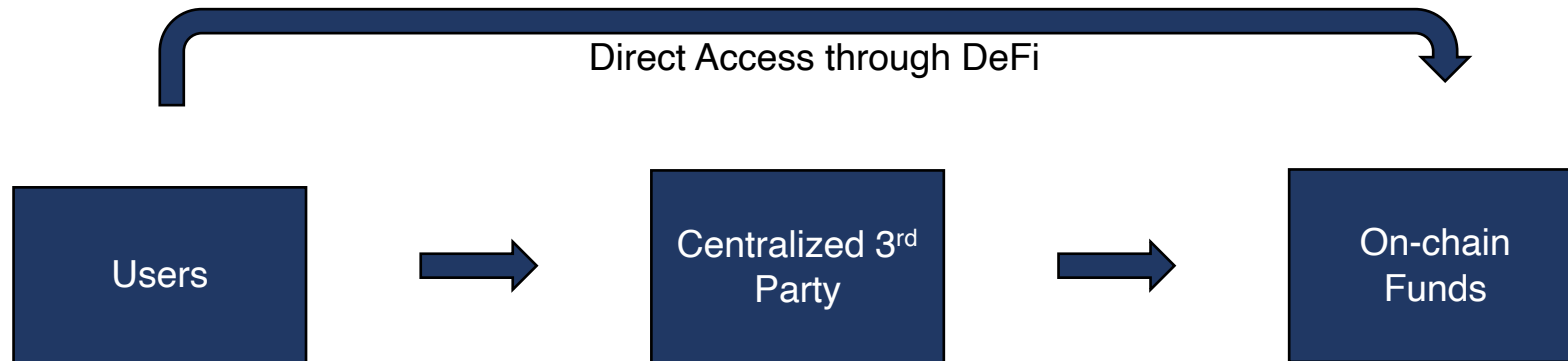 Direct Access through DeFi
Users
Centralized 3rd
Party
On-chain
Funds